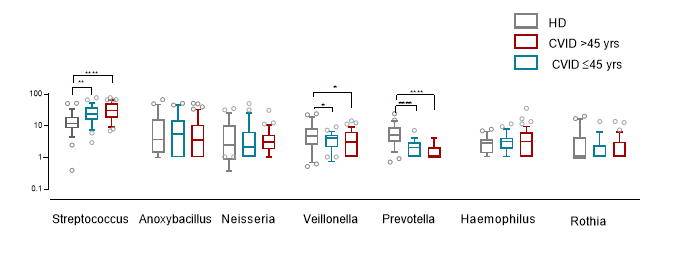 HD
CVID >45 yrs
CVID ≤45 yrs
**** 
**
*
*
****
****
100
10
1
0.1
Streptococcus Anoxybacillus Neisseria Veillonella Prevotella Haemophilus Rothia